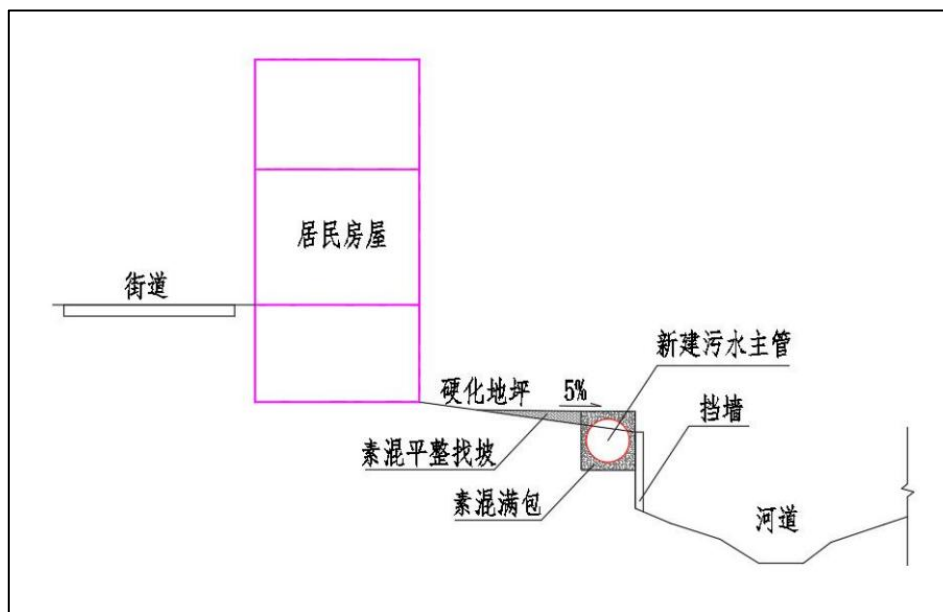 居民房屋
街道
新建污水主管
硬化地坪
5%
挡墙
素混平整找坡
素混满包
河道